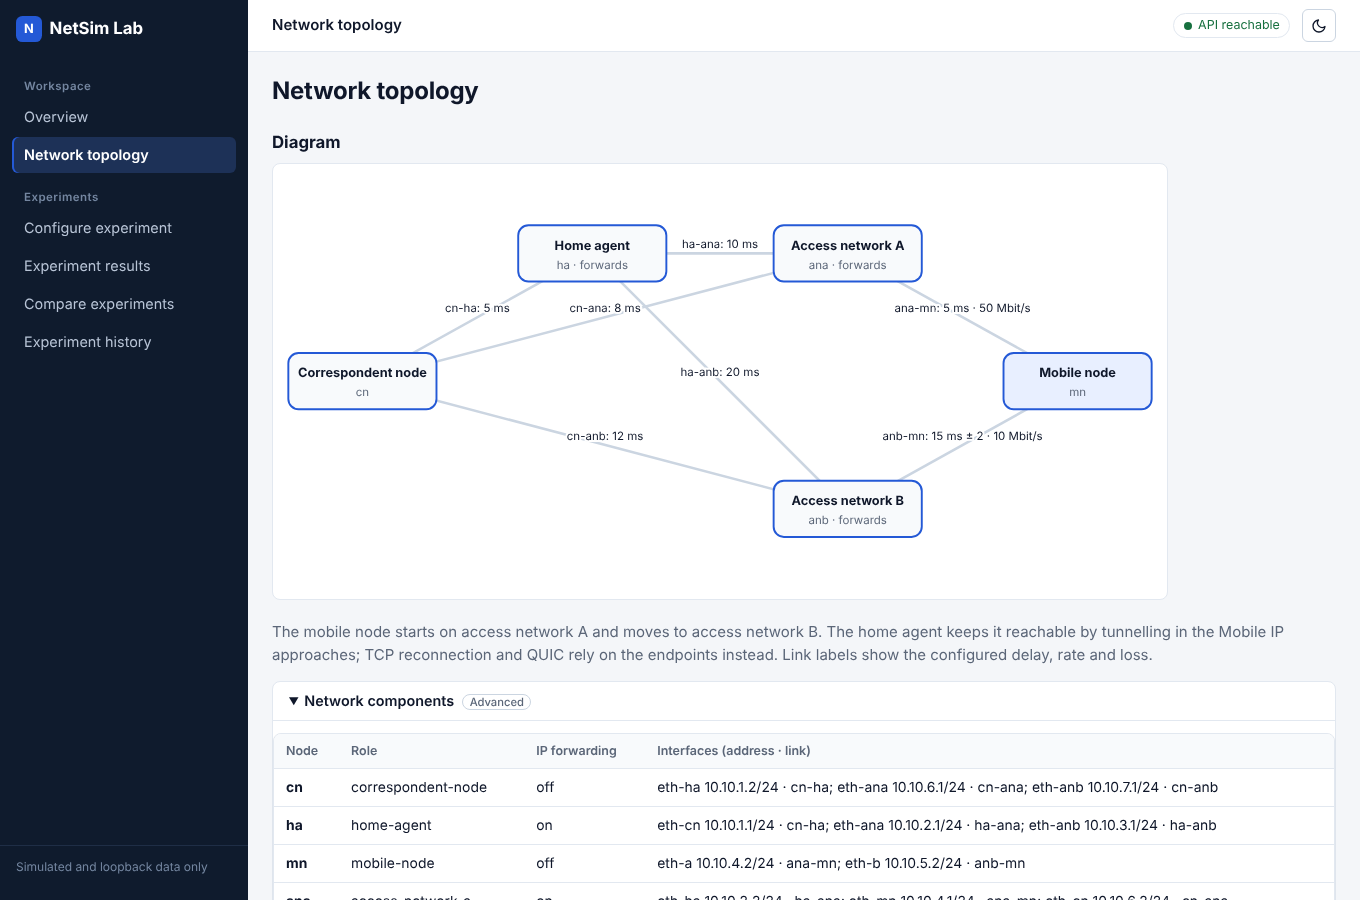 N NetSim Lab
Workspace
Overview
Network topology
Experiments
Configure experiment
Experiment results
Compare experiments
Experiment history
Simulated and loopback data only
Network topology
API reachable
Network topology
Diagram
Home agent
ha · forwards
ha-ana: 10 ms
Access network A
ana · forwards
cn-ha: 5 ms
cn-ana: 8 ms
ana-mn: 5 ms · 50 Mbit/s
Correspondent node
cn
ha-anb: 20 ms
Mobile node
mn
cn-anb: 12 ms
anb-mn: 15 ms ± 2 · 10 Mbit/s
Access network B
anb · forwards
The mobile node starts on access network A and moves to access network B. The home agent keeps it reachable by tunnelling in the Mobile IP
approaches; TCP reconnection and QUIC rely on the endpoints instead. Link labels show the configured delay, rate and loss.
▼ Network components Advanced
Node Role IP forwarding Interfaces (address · link)
cn correspondent-node off eth-ha 10.10.1.2/24 · cn-ha; eth-ana 10.10.6.1/24 · cn-ana; eth-anb 10.10.7.1/24 · cn-anb
ha home-agent on eth-cn 10.10.1.1/24 · cn-ha; eth-ana 10.10.2.1/24 · ha-ana; eth-anb 10.10.3.1/24 · ha-anb
mn mobile-node off eth-a 10.10.4.2/24 · ana-mn; eth-b 10.10.5.2/24 · anb-mn